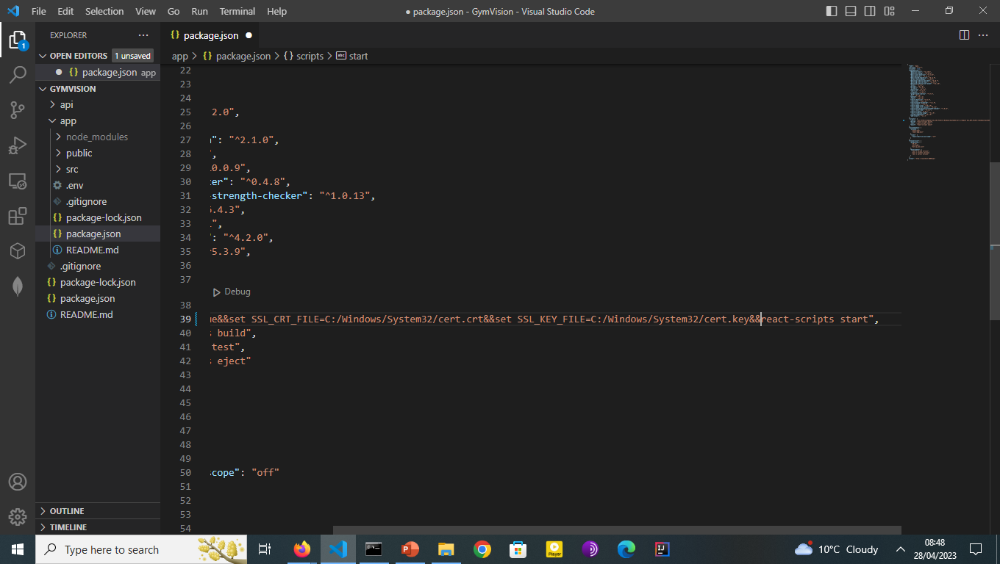 File Edit Selection View Go Run Terminal Help
● package.json - GymVision - Visual Studio Code
EXPLORER
OPEN EDITORS 1 unsaved
{} package.json app
GYMVISION
api
app
node_modules
public
src
.env
.gitignore
{} package-lock.json
{} package.json
README.md
.gitignore
{} package-lock.json
{} package.json
README.md
OUTLINE
TIMELINE
1
{} package.json ●
app > {} package.json > {} scripts > abc start
22
23
24
25 2.0",
26
27 ": "^2.1.0",
28 ",
29 0.0.9",
30 er": "^0.4.8",
31 strength-checker": "^1.0.13",
32 .4.3",
33 ",
34 ": "^4.2.0",
35 5.3.9",
36
37
Debug
38
39 e&&set SSL_CRT_FILE=C:/Windows/System32/cert.crt&&set SSL_KEY_FILE=C:/Windows/System32/cert.key&&react-scripts start",
40 s build",
41 test",
42 s eject"
43
44
45
46
47
48
49
50 scope": "off"
51
52
53
54
Type here to search
Player
IJ
10°C Cloudy
08:48
28/04/2023